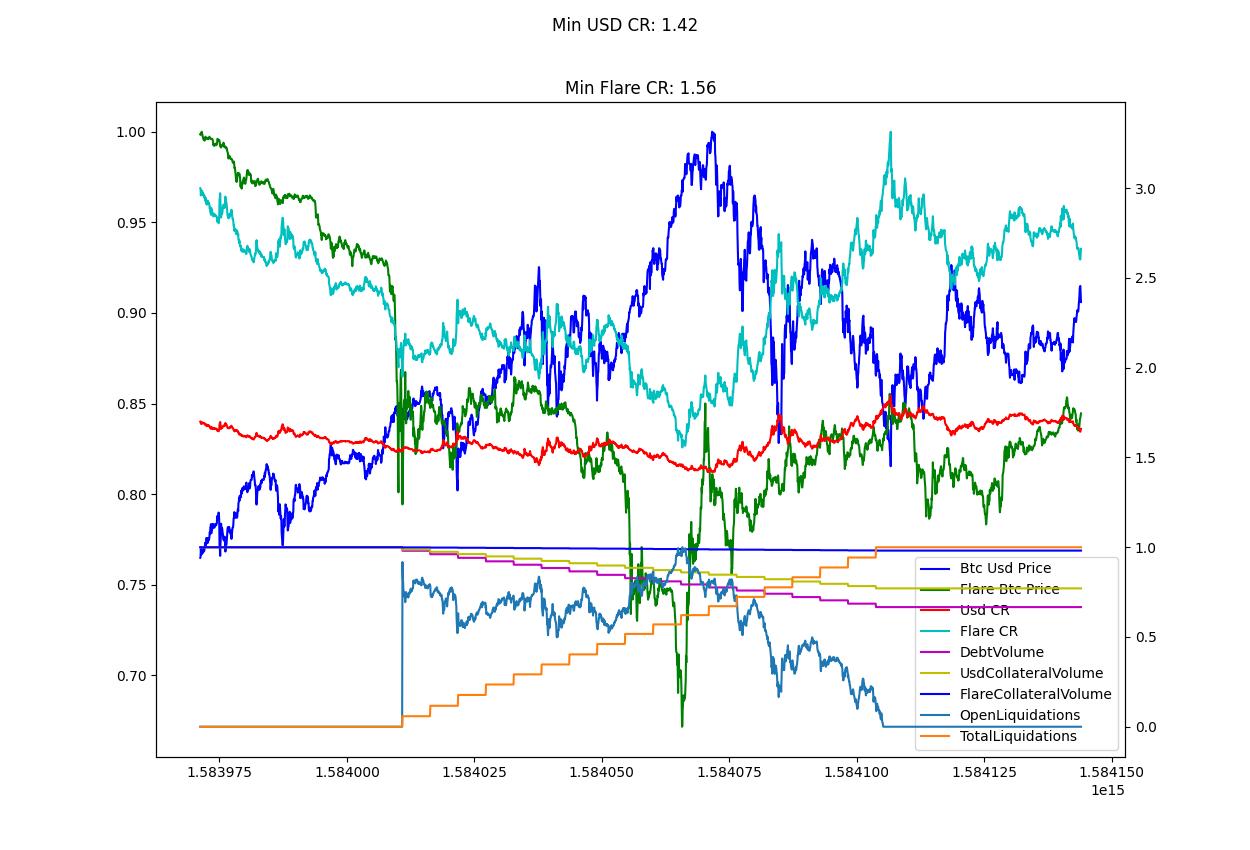 Min USD CR: 1.42
Min Flare CR: 1.56
1.00
0.95
0.90
0.85
0.80
0.75
0.70
3.0
2.5
2.0
1.5
1.0
0.5
0.0
Btc Usd Price
Flare Btc Price
Usd CR
Flare CR
DebtVolume
UsdCollateralVolume
FlareCollateralVolume
OpenLiquidations
TotalLiquidations
1.583975 1.584000 1.584025 1.584050 1.584075 1.584100 1.584125 1.584150
1e15